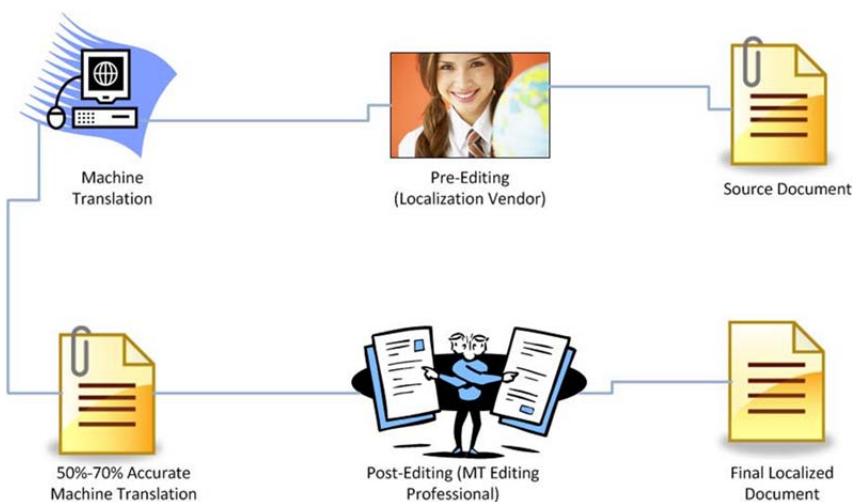 Machine
Translation
Pre-Editing
(Localization Vendor)
Source Document
50%-70% Accurate
Machine Translation
Post-Editing (MT Editing
Professional)
Final Localized
Document